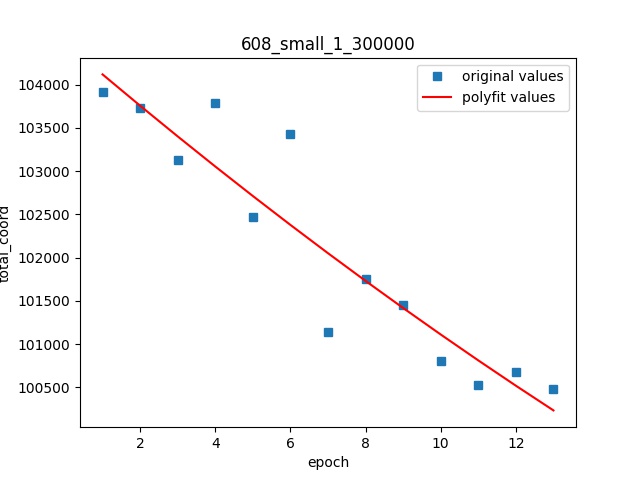 608_small_1_300000
original values
polyfit values
104000
103500
103000
102500
102000
101500
101000
100500
total_coord
2 4 6 8 10 12
epoch